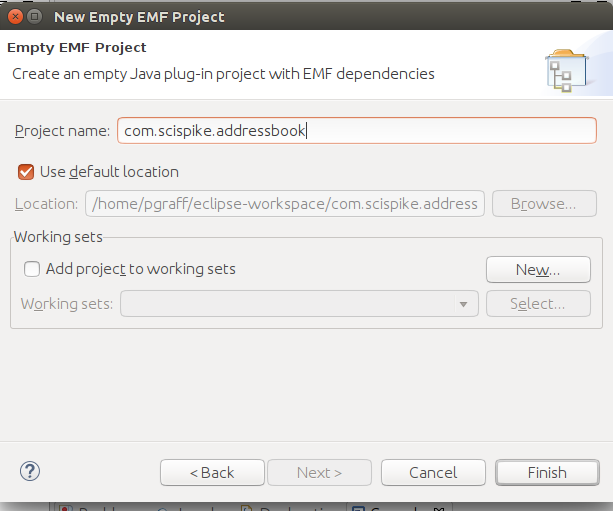 New Empty EMF Project
Empty EMF Project
Create an empty Java plug-in project with EMF dependencies
Project name: com.scispike.addressbook
Use default location
Location: /home/pgraff/eclipse-workspace/com.scispike.address Browse...
Working sets
Add project to working sets New...
Working sets: Select...
? < Back Next > Cancel Finish